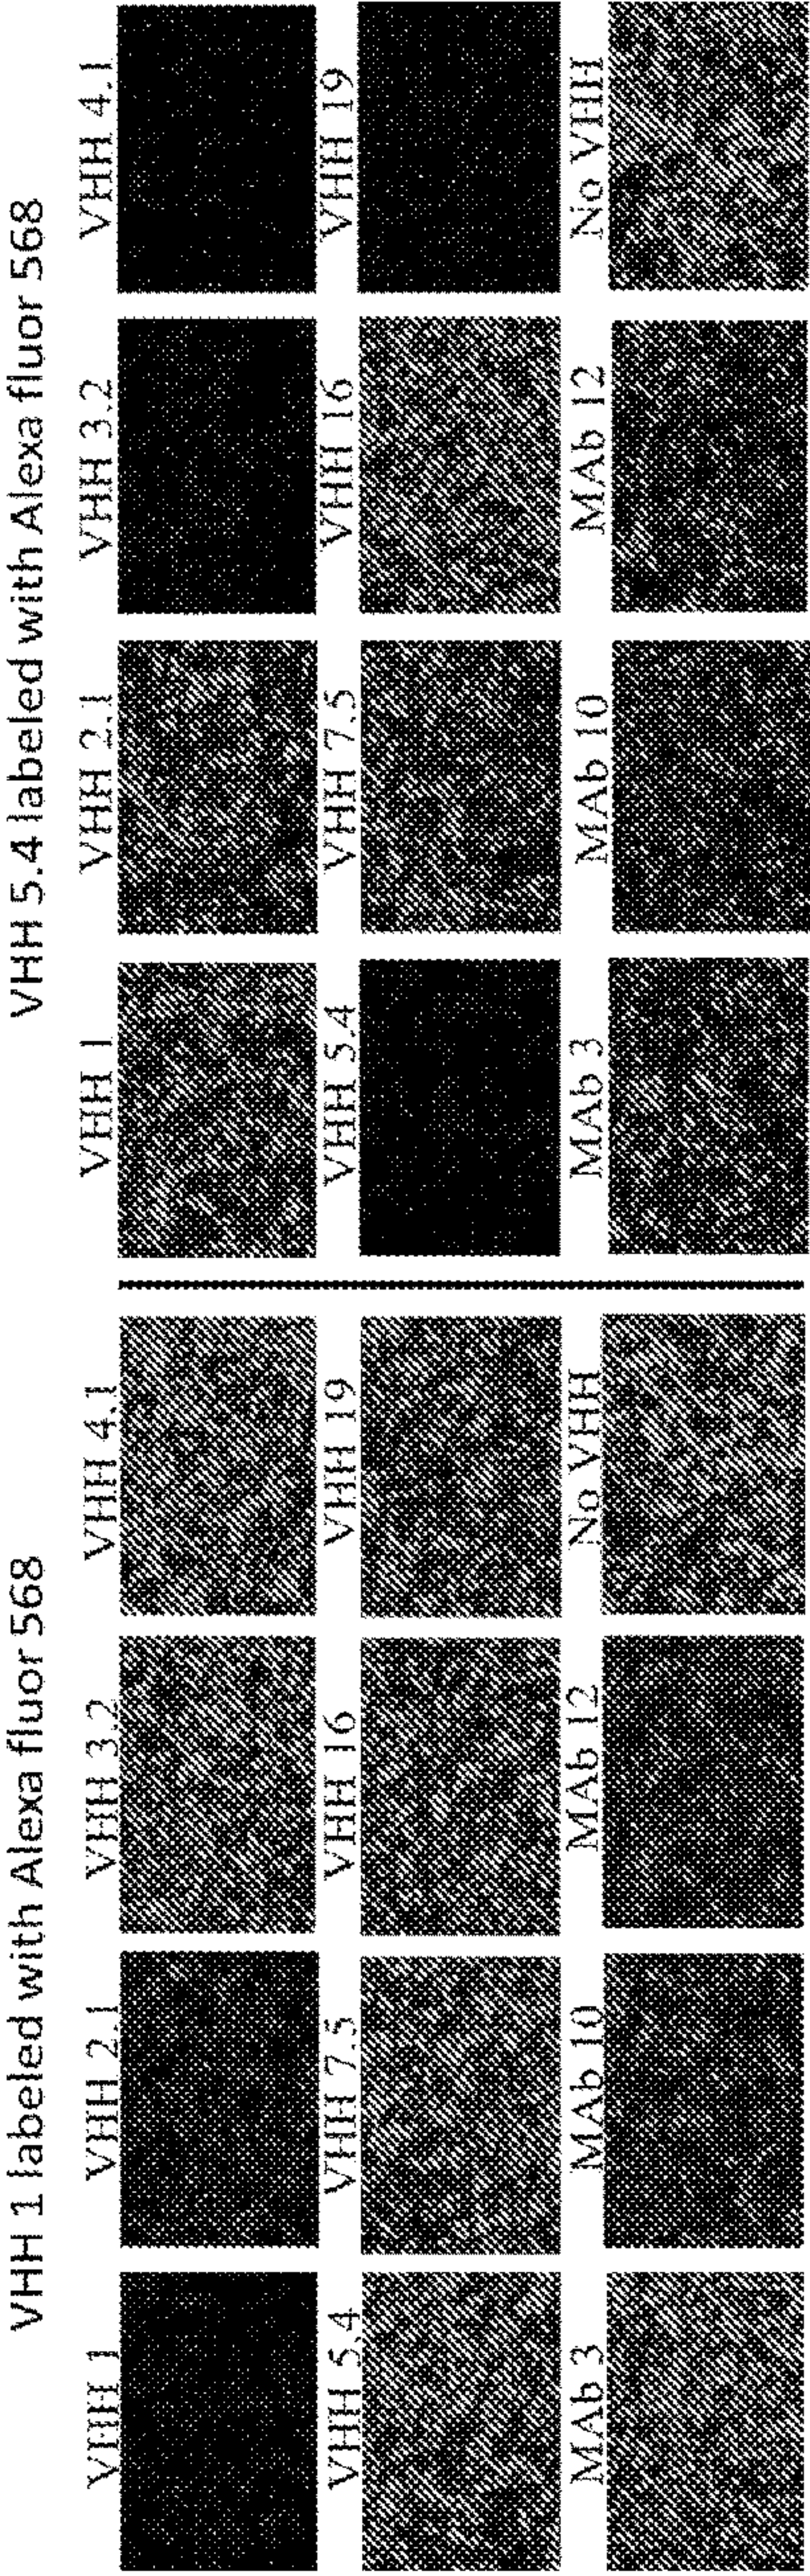 VHH 1 labeled with Alexa fluor 568
VHH 1 VHH 2.1 VHH 3.2 VHH 4.1
VHH 5.4 VHH 7.5 VHH 16 VHH 19
MAb 3 MAb 10 MAb 12 No VHH
VHH 5.4 labeled with Alexa fluor 568
VHH 1 VHH 2.1 VHH 3.2 VHH 4.1
VHH 5.4 VHH 7.5 VHH 16 VHH 19
MAb 3 MAb 10 MAb 12 No VHH